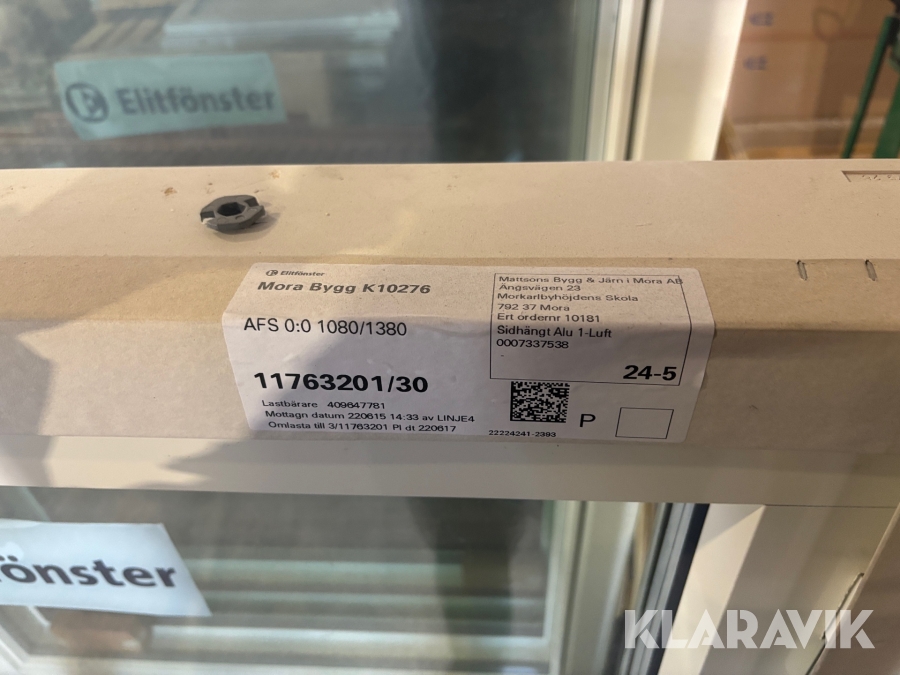 Elitfönster
Elitfönster
Mora Bygg K10276
AFS 0:0 1080/1380
11763201/30
Lastbärare 409647781
Mottagn datum 220615 14:33 av LINJE4
Omlasta till 3/11763201 Pl dt 220617
Mattsons Bygg & Järn i Mora AB
Ängsvägen 23
Morkarlbyhöjdens Skola
792 37 Mora
Ert ordernr 10181
Sidhängt Alu 1-Luft
0007337538
24-5
22224241-2393
P
fönster
KLARAVIK